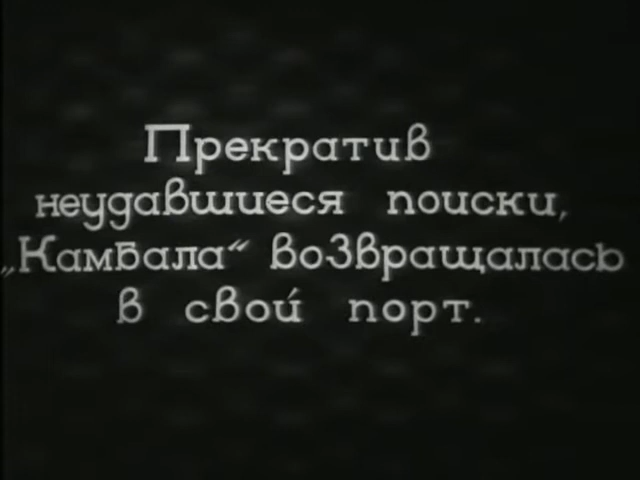 Прекратив
неудавшиеся поиски,
„Камбала“ возвращалась
в свой порт.